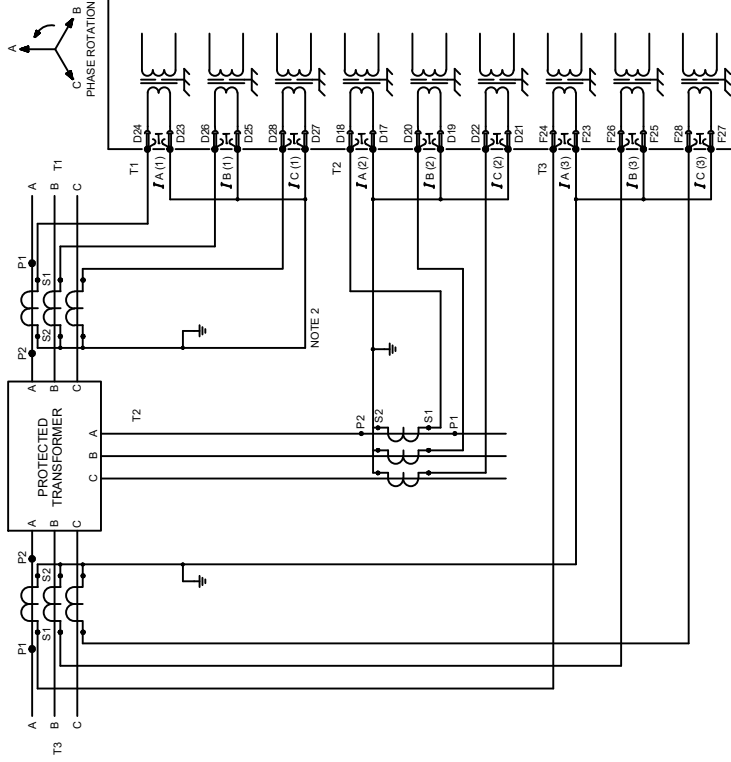 A
B
C
PHASE ROTATION
T3
A
B
C
P1
P2
S1
S2
A
B
C
PROTECTED
TRANSFORMER
A
B
C
C
B
A
T2
P2
P1
S2
S1
A
B
C
T1
P2
S2
S1
P1
NOTE 2
T1
D24
I A (1)
D23
D26
I B (1)
D25
D28
I C (1)
D27
T2
D18
I A (2)
D17
D20
I B (2)
D19
D22
I C (2)
D21
T3
F24
I A (3)
F23
F26
I B (3)
F25
F28
I C (3)
F27